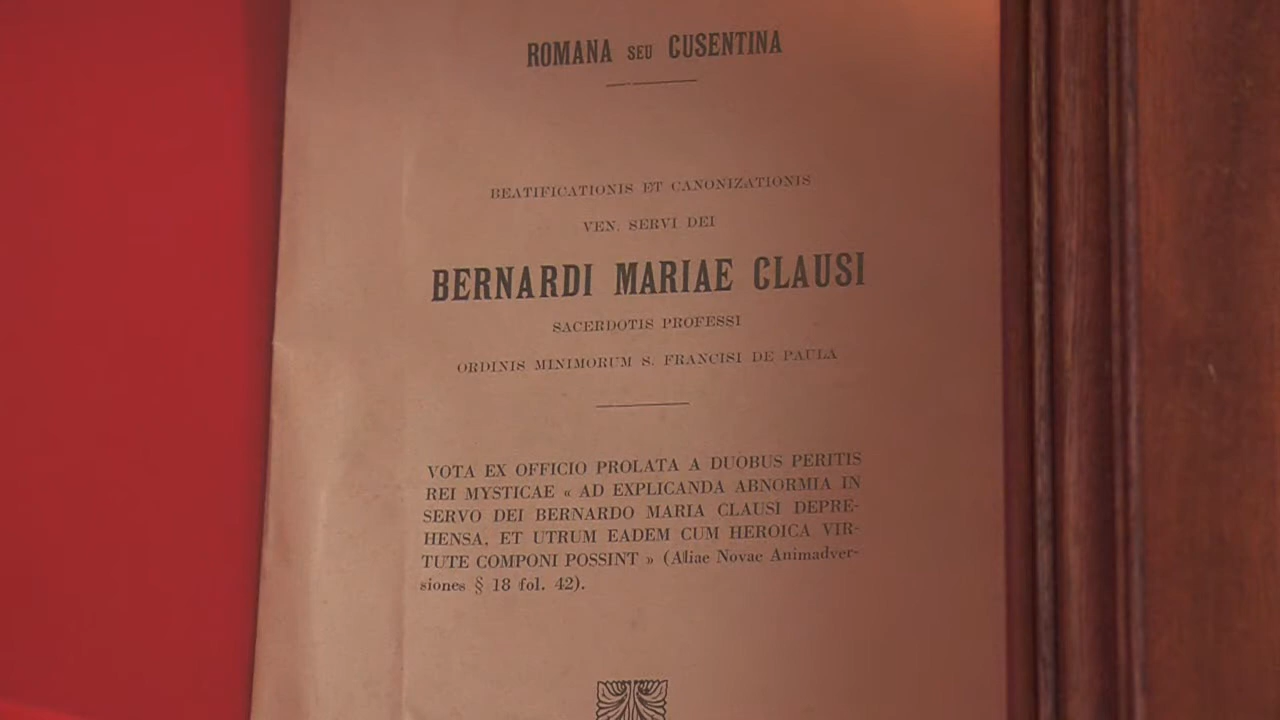 ROMANA SEU CUSENTINA
BEATIFICATIONIS ET CANONIZATIONIS
VEN. SERVI DEI
BERNARDI MARIAE CLAUSI
SACERDOTIS PROFESSI
ORDINIS MINIMORUM S. FRANCISI DE PAULA
VOTA EX OFFICIO PROLATA A DUOBUS PERITIS
REI MYSTICAE « AD EXPLICANDA ABNORMIA IN
SERVO DEI BERNARDO MARIA CLAUSI DEPRE-
HENSA, ET UTRUM EADEM CUM HEROICA VIR-
TUTE COMPONI POSSINT » (Aliae Novae Animadver-
siones § 18 fol. 42).